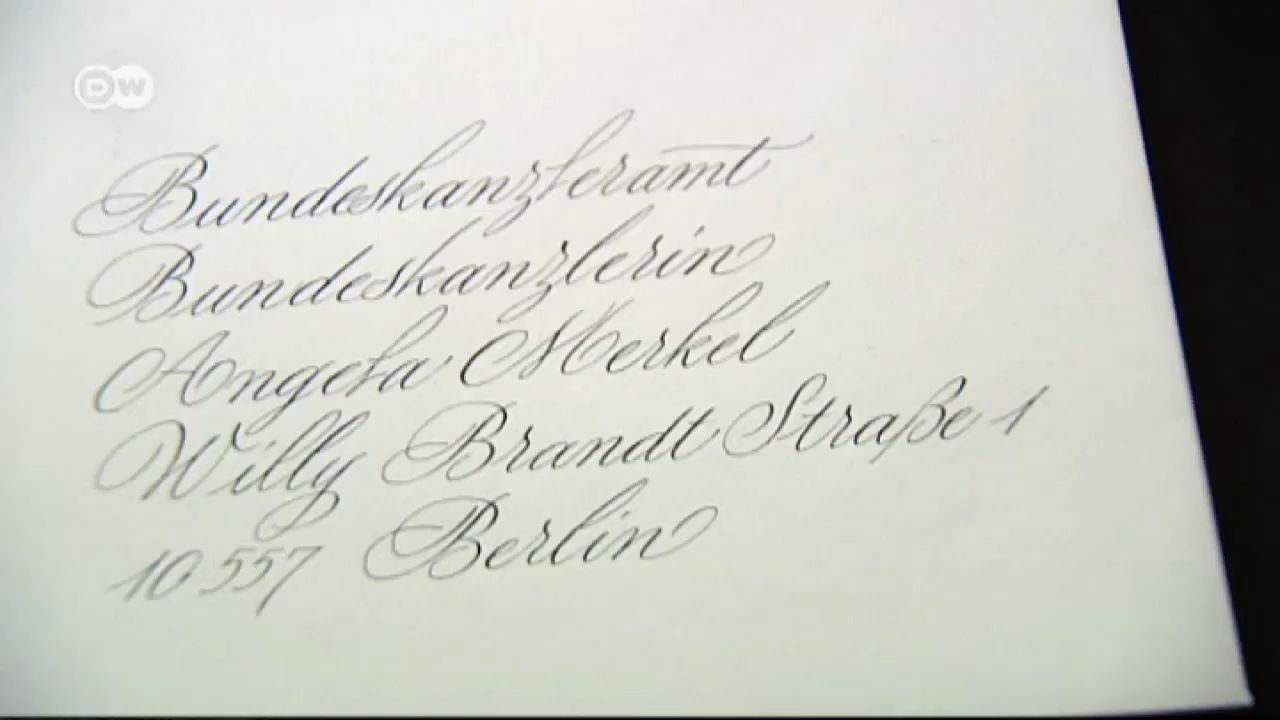 DW
Bundeskanzleramt
Bundeskanzlerin
Angela Merkel
Willy Brandt Straße 1
10557 Berlin